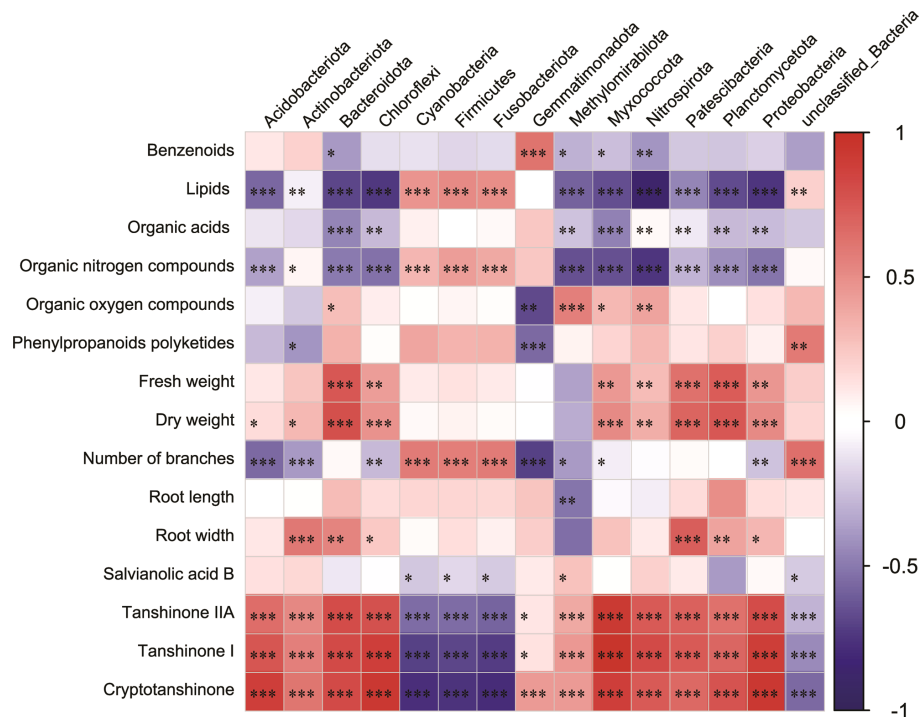 Acidobacteriota
Actinobacteriota
Bacteroidota
Chloroflexi
Cyanobacteria
Firmicutes
Fusobacteriota
Gemmatimonadota
Methylomirabilota
Myxococcota
Nitrospirota
Patescibacteria
Planctomycetota
Proteobacteria
unclassified_Bacteria
Benzenoids * *** * * **
Lipids *** ** *** *** *** *** *** *** *** *** *** *** *** **
Organic acids *** ** ** *** ** ** ** **
Organic nitrogen compounds *** * *** *** ** *** *** *** *** *** *** *** ***
Organic oxygen compounds * ** *** * **
Phenylpropanoids polyketides * *** **
Fresh weight *** ** ** ** *** *** **
Dry weight * * *** *** *** ** *** *** ***
Number of branches *** *** ** *** *** *** *** * * ** ***
Root length **
Root width *** ** * *** ** *
Salvianolic acid B * * * * *
Tanshinone IIA *** *** *** *** *** *** *** * *** *** *** *** *** *** ***
Tanshinone I *** *** *** *** *** *** *** * *** *** *** *** *** *** ***
Cryptotanshinone *** *** *** *** *** *** *** *** *** *** *** *** *** *** ***
1
0.5
0
-0.5
-1